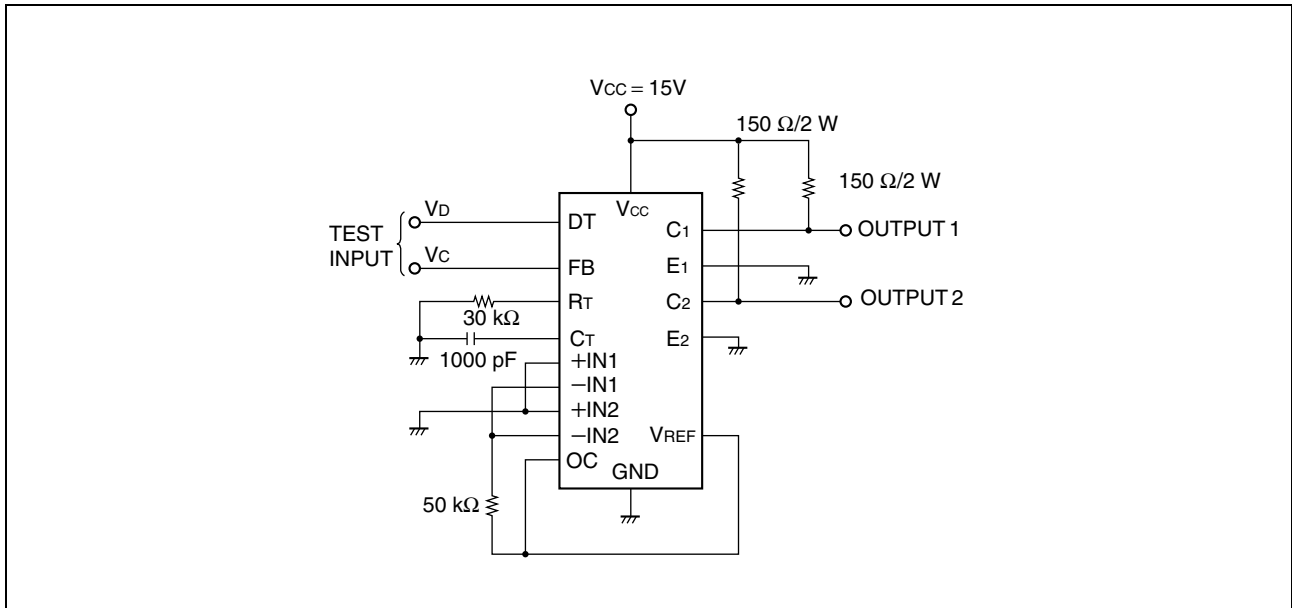 VCC = 15V
150 Ω/2 W
150 Ω/2 W
TEST
INPUT
VD
VC
VCC
DT
FB
RT
30 kΩ
CT
1000 pF
+IN1
−IN1
+IN2
−IN2
OC
50 kΩ
GND
C1
OUTPUT 1
E1
C2
OUTPUT 2
E2
VREF